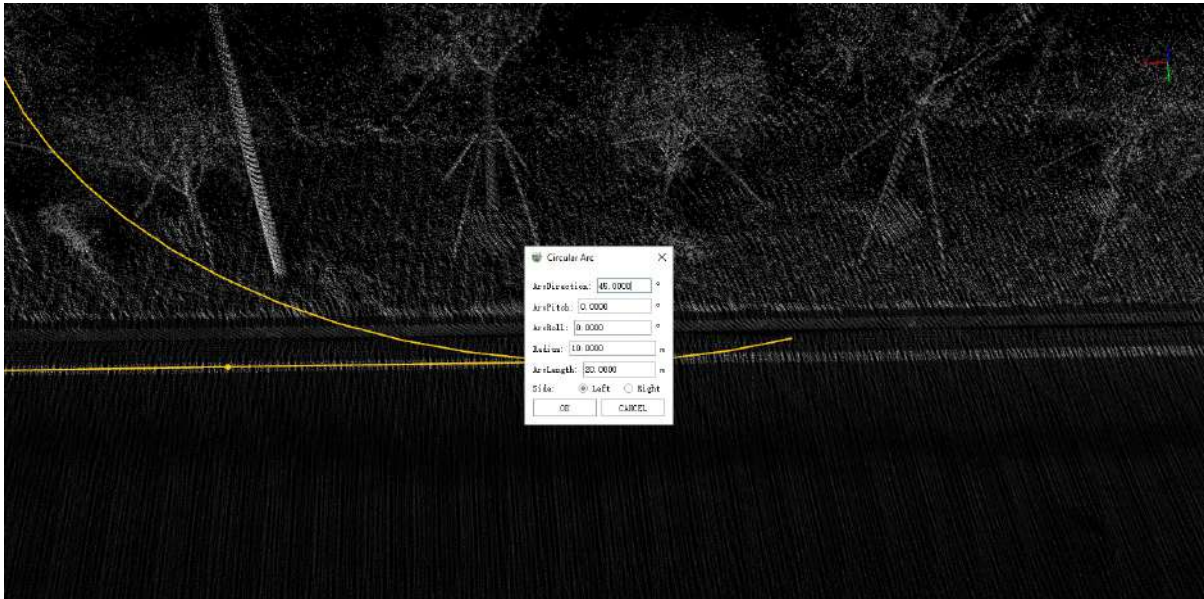 Circular Arc
ArcDirection: 45.0000 °
ArcPitch: 0.0000 °
ArcRoll: 0.0000 °
Radius: 10.0000 m
ArcLength: 20.0000 m
Side: Left Right
OK CANCEL